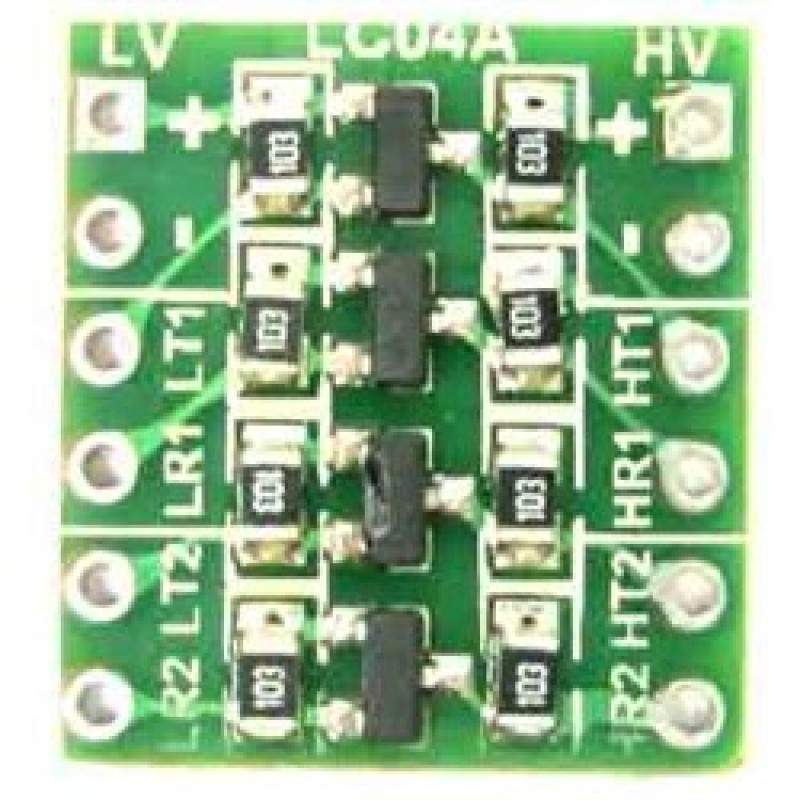 LV LC04A HV
+ +
- -
103 103
103 103
103 103
103 103
LT1 HT1
LR1 HR1
LT2 HT2
R2 R2